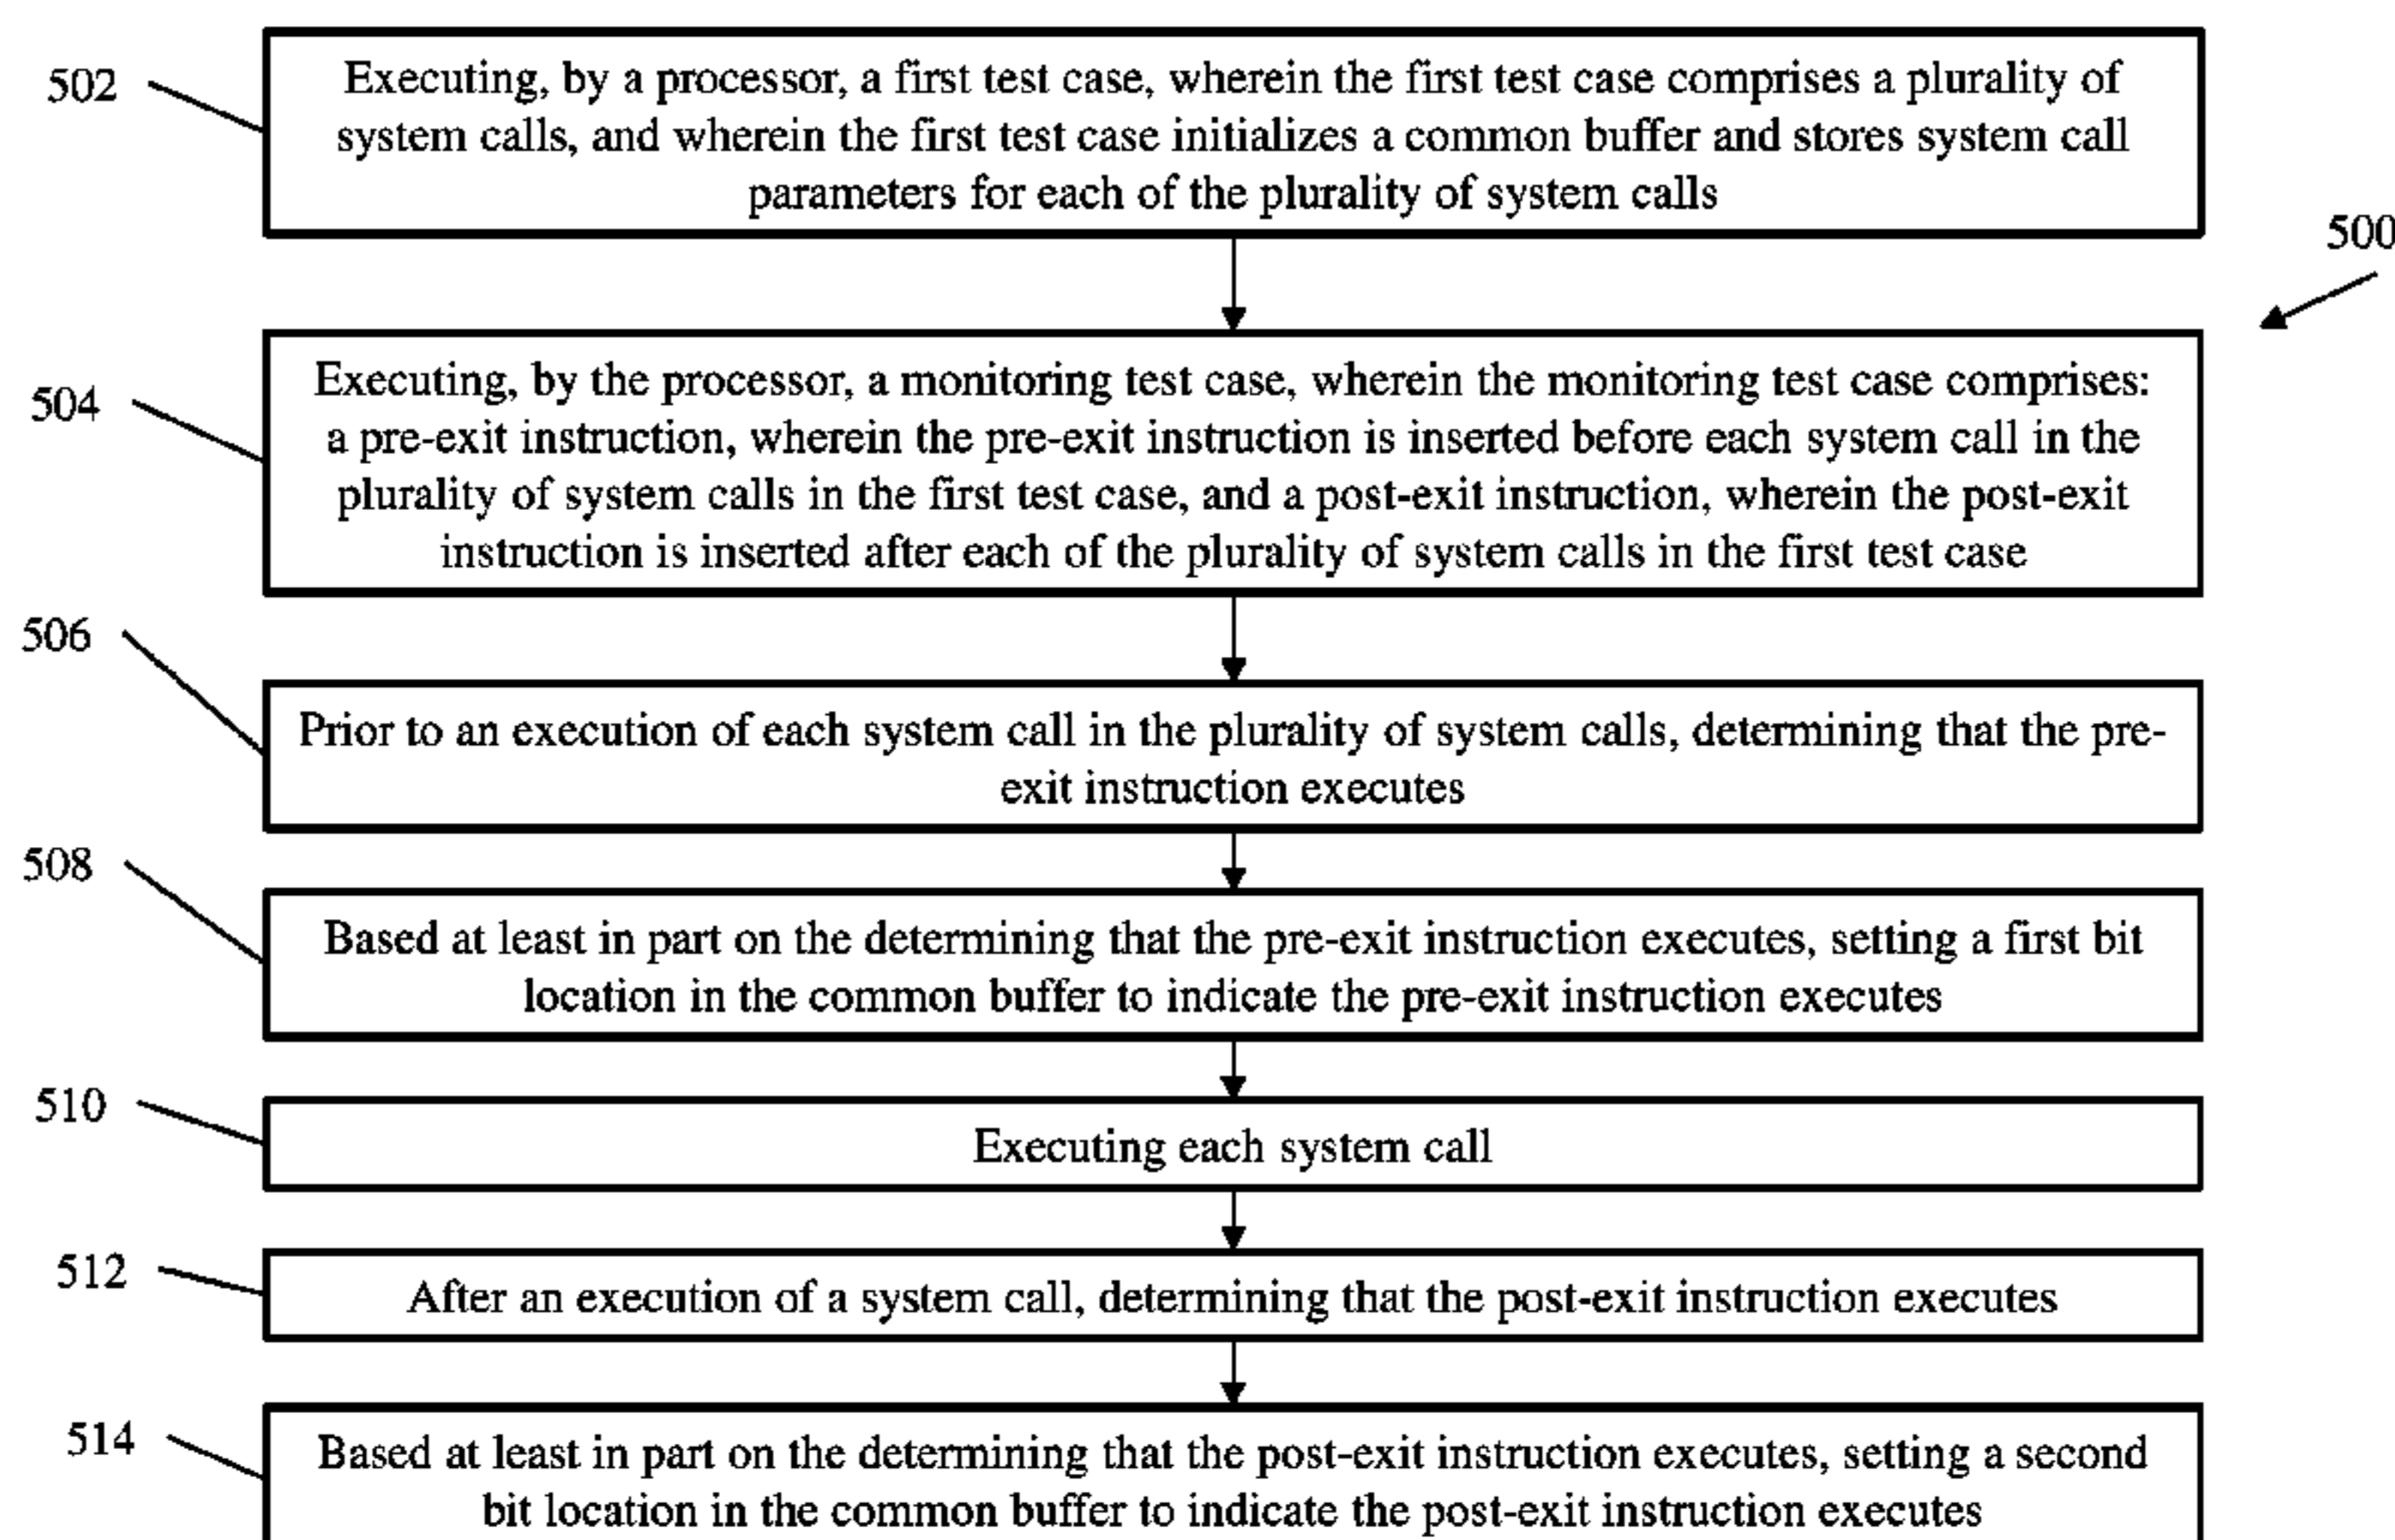 502
Executing, by a processor, a first test case, wherein the first test case comprises a plurality of
system calls, and wherein the first test case initializes a common buffer and stores system call
parameters for each of the plurality of system calls
500
504
Executing, by the processor, a monitoring test case, wherein the monitoring test case comprises:
a pre-exit instruction, wherein the pre-exit instruction is inserted before each system call in the
plurality of system calls in the first test case, and a post-exit instruction, wherein the post-exit
instruction is inserted after each of the plurality of system calls in the first test case
506
Prior to an execution of each system call in the plurality of system calls, determining that the pre-
exit instruction executes
508
Based at least in part on the determining that the pre-exit instruction executes, setting a first bit
location in the common buffer to indicate the pre-exit instruction executes
510
Executing each system call
512
After an execution of a system call, determining that the post-exit instruction executes
514
Based at least in part on the determining that the post-exit instruction executes, setting a second
bit location in the common buffer to indicate the post-exit instruction executes